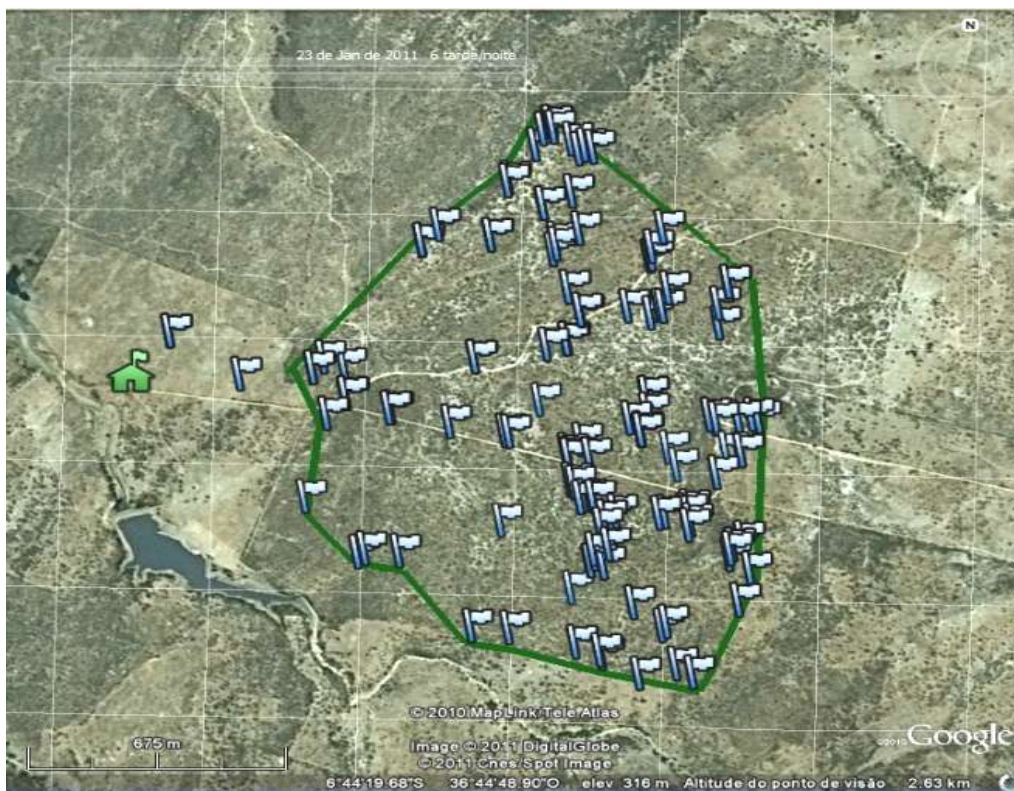 N
23 de Jan de 2011 6 tarde/noite
© 2010 MapLink/Tele Atlas
675 m
Image © 2011 DigitalGlobe
© 2011 Cnes/Spot Image
©2010 Google
6°44'19.68"S 36°44'48.90"O elev 316 m Altitude do ponto de visão 2.63 km